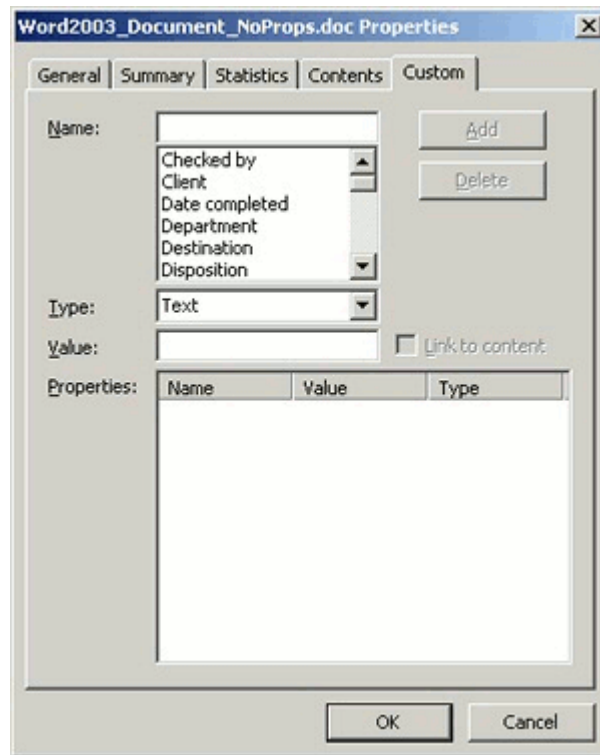 Word2003_Document_NoProps.doc Properties
General Summary Statistics Contents Custom
Name:
Add
Checked by
Client
Date completed
Department
Destination
Disposition
Delete
Type: Text
Value:
Link to content
Properties: Name Value Type
OK Cancel